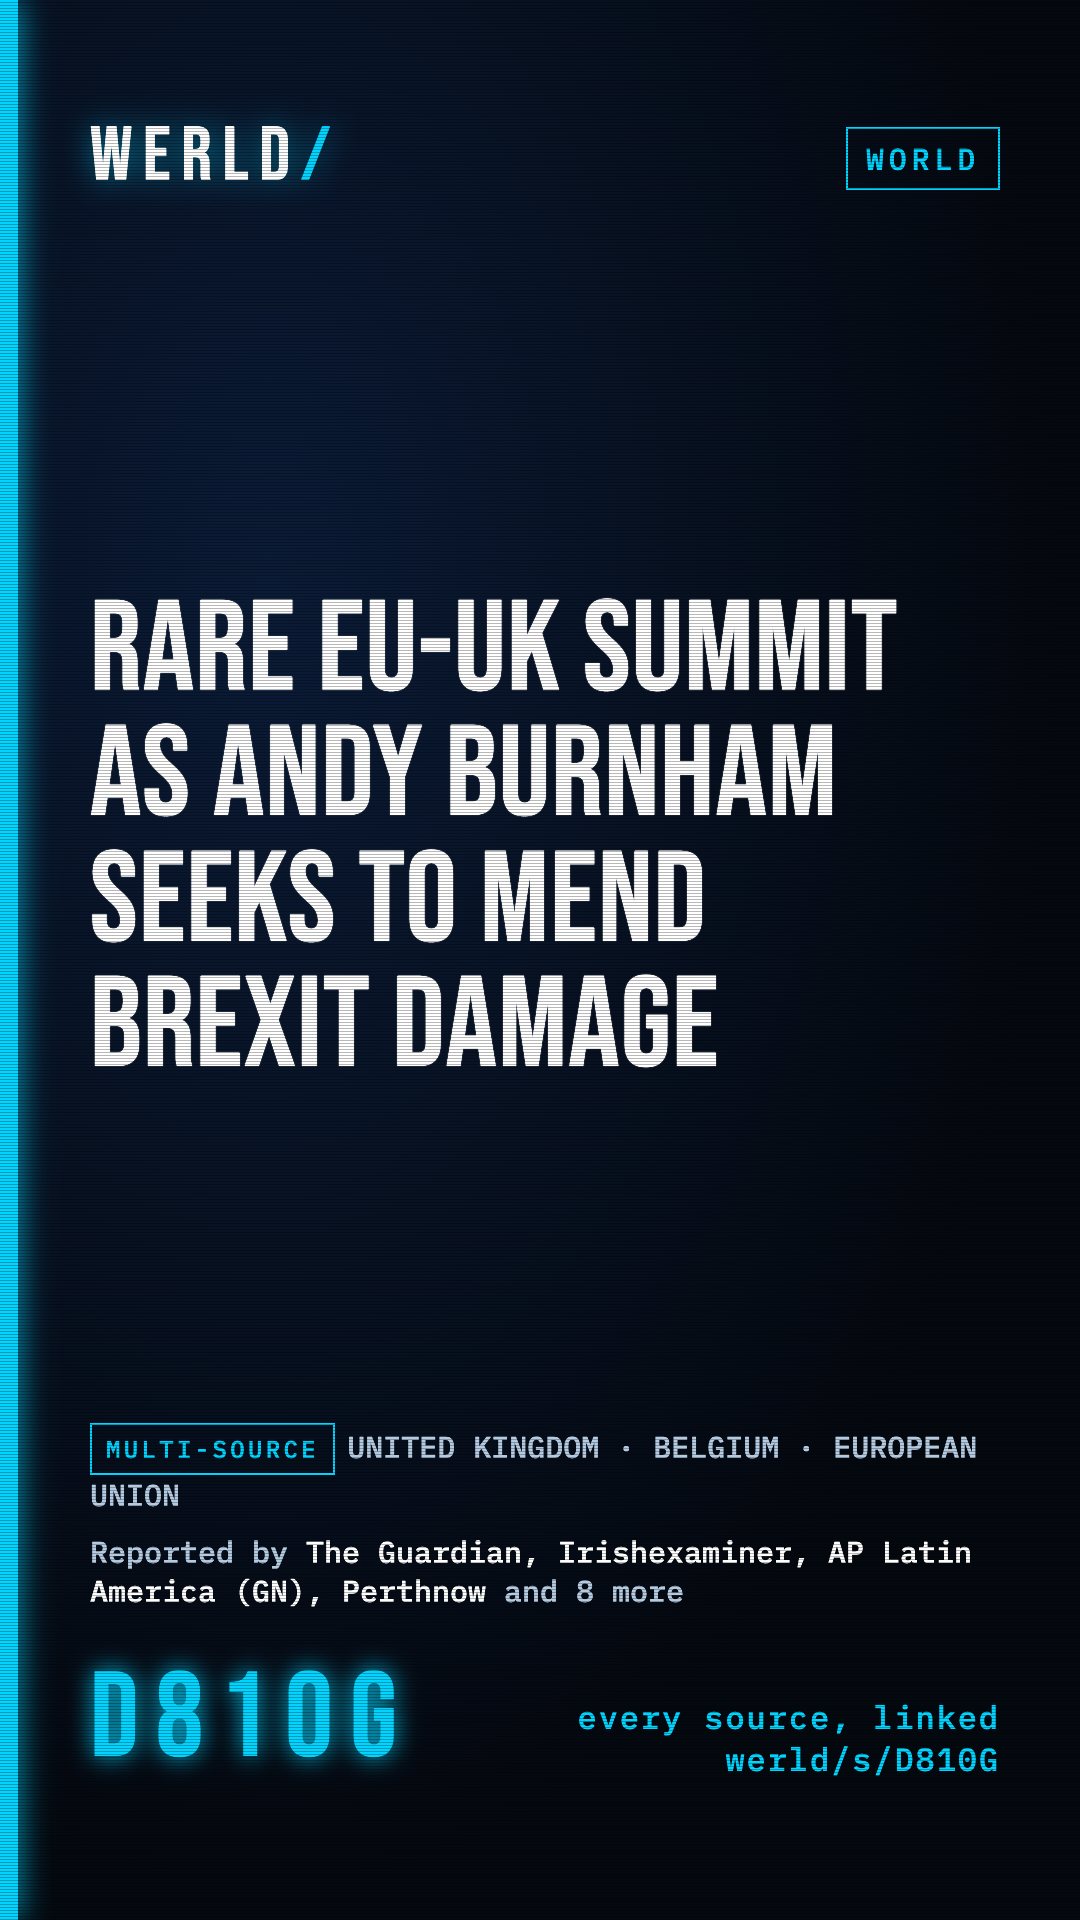 WERLD/
WORLD
RARE EU-UK SUMMIT
AS ANDY BURNHAM
SEEKS TO MEND
BREXIT DAMAGE
MULTI-SOURCE UNITED KINGDOM · BELGIUM · EUROPEAN
UNION
Reported by The Guardian, Irishexaminer, AP Latin
America (GN), Perthnow and 8 more
D810G
every source, linked
werld/s/D810G